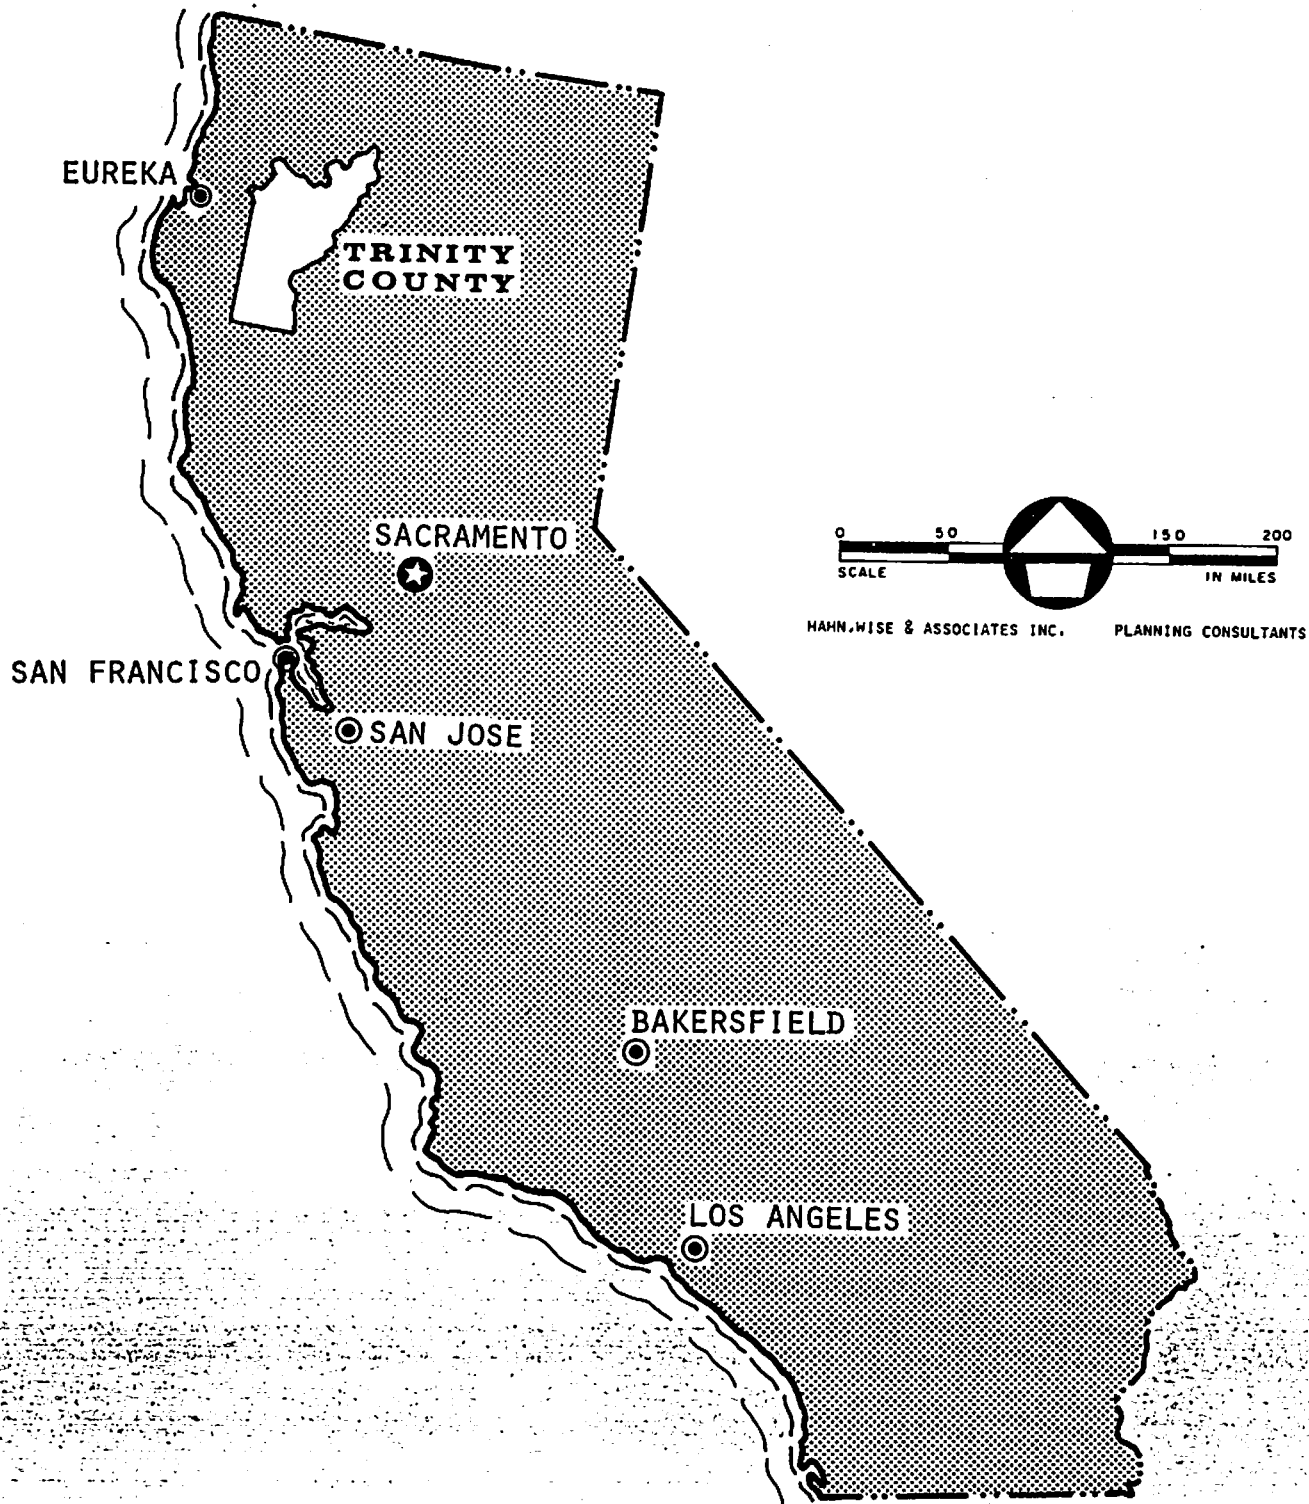 EUREKA
TRINITY
COUNTY
SACRAMENTO
0 50 150 200
SCALE IN MILES
HAHN, WISE & ASSOCIATES INC. PLANNING CONSULTANTS
SAN FRANCISCO
SAN JOSE
BAKERSFIELD
LOS ANGELES